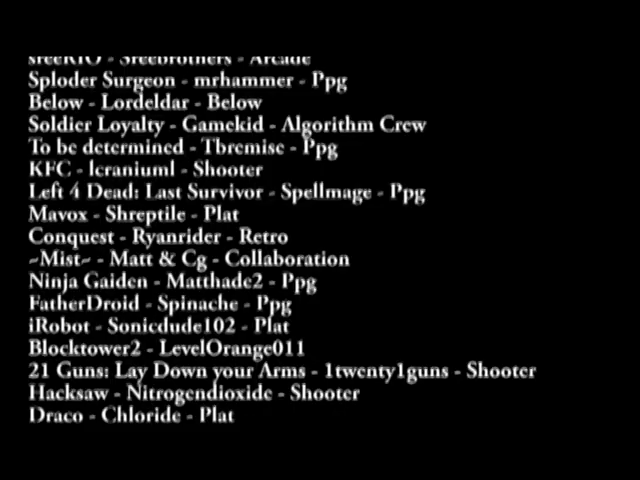 Sploder Surgeon - mrhammer - Ppg
Below - Lordeldar - Below
Soldier Loyalty - Gamekid - Algorithm Crew
To be determined - Tbremise - Ppg
KFC - lcraniuml - Shooter
Left 4 Dead: Last Survivor - Spellmage - Ppg
Mavox - Shreptile - Plat
Conquest - Ryanrider - Retro
~Mist~ - Matt & Cg - Collaboration
Ninja Gaiden - Matthade2 - Ppg
FatherDroid - Spinache - Ppg
iRobot - Sonicdude102 - Plat
Blocktower2 - LevelOrange011
21 Guns: Lay Down your Arms - 1twenty1guns - Shooter
Hacksaw - Nitrogendioxide - Shooter
Draco - Chloride - Plat